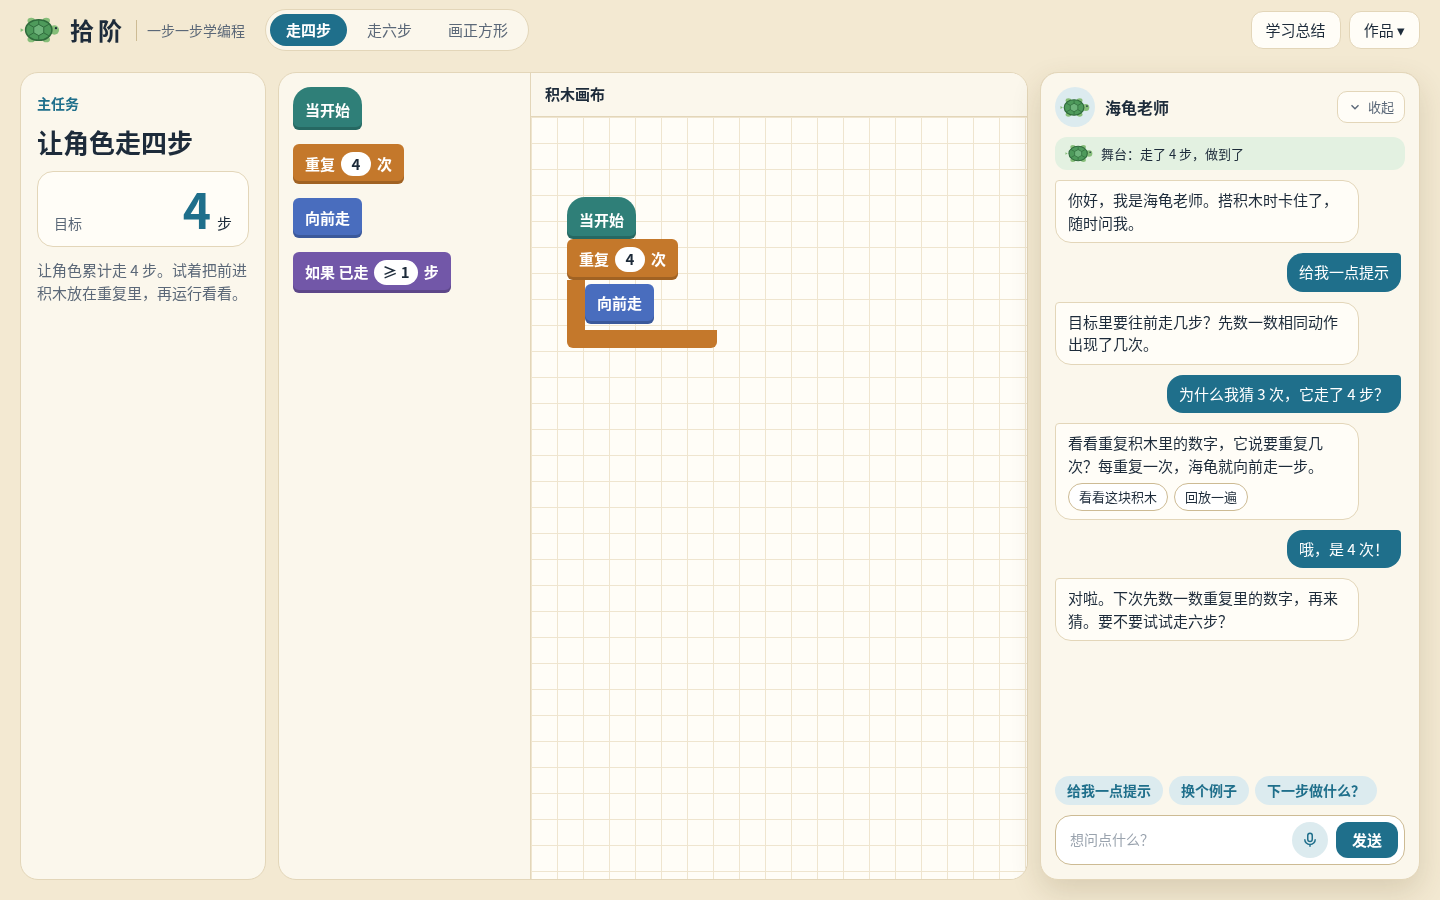 拾阶
一步一步学编程
走四步
走六步
画正方形
学习总结
作品 ▾
主任务
让角色走四步
目标
4 步
让角色累计走 4 步。试着把前进
积木放在重复里，再运行看看。
当开始
重复 4 次
向前走
如果 已走 ≥ 1 步
积木画布
当开始
重复 4 次
向前走
海龟老师
收起
舞台：走了 4 步，做到了
你好，我是海龟老师。搭积木时卡住了，
随时问我。
给我一点提示
目标里要往前走几步？先数一数相同动作
出现了几次。
为什么我猜 3 次，它走了 4 步？
看看重复积木里的数字，它说要重复几
次？每重复一次，海龟就向前走一步。
看看这块积木
回放一遍
哦，是 4 次！
对啦。下次先数一数重复里的数字，再来
猜。要不要试试走六步？
给我一点提示
换个例子
下一步做什么？
想问点什么？
发送